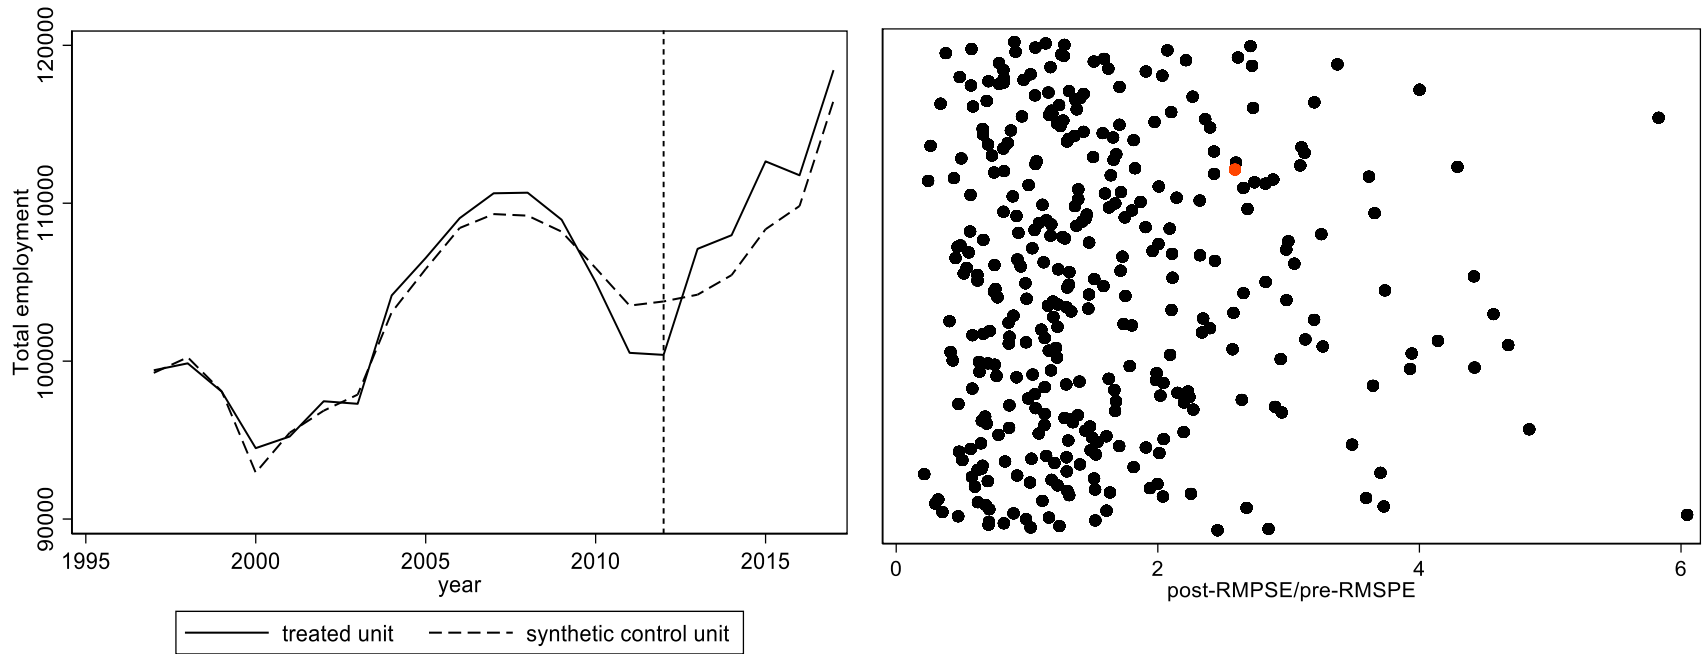 120000
110000
100000
90000
Total employment
1995 2000 2005 2010 2015
year
treated unit synthetic control unit
0 2 4 6
post-RMPSE/pre-RMSPE